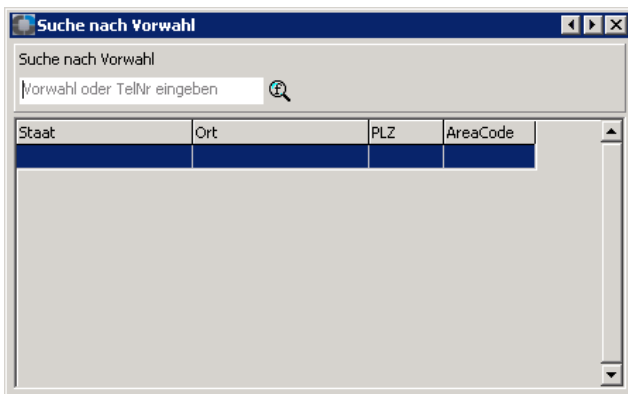 Suche nach Vorwahl
Suche nach Vorwahl
Vorwahl oder TelNr eingeben
Staat Ort PLZ AreaCode